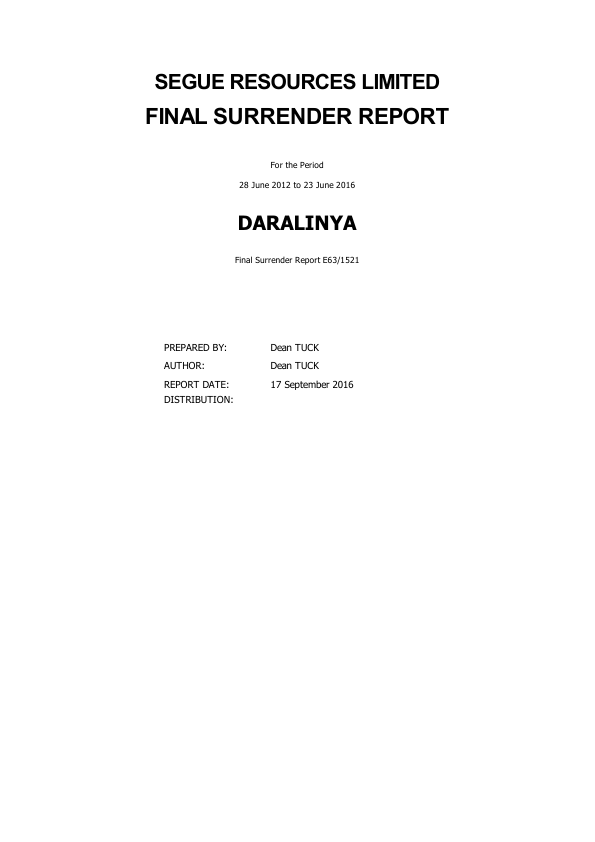 SEGUE RESOURCES LIMITED
FINAL SURRENDER REPORT
For the Period
28 June 2012 to 23 June 2016
DARALINYA
Final Surrender Report E63/1521
PREPARED BY: Dean TUCK
AUTHOR: Dean TUCK
REPORT DATE: 17 September 2016
DISTRIBUTION: